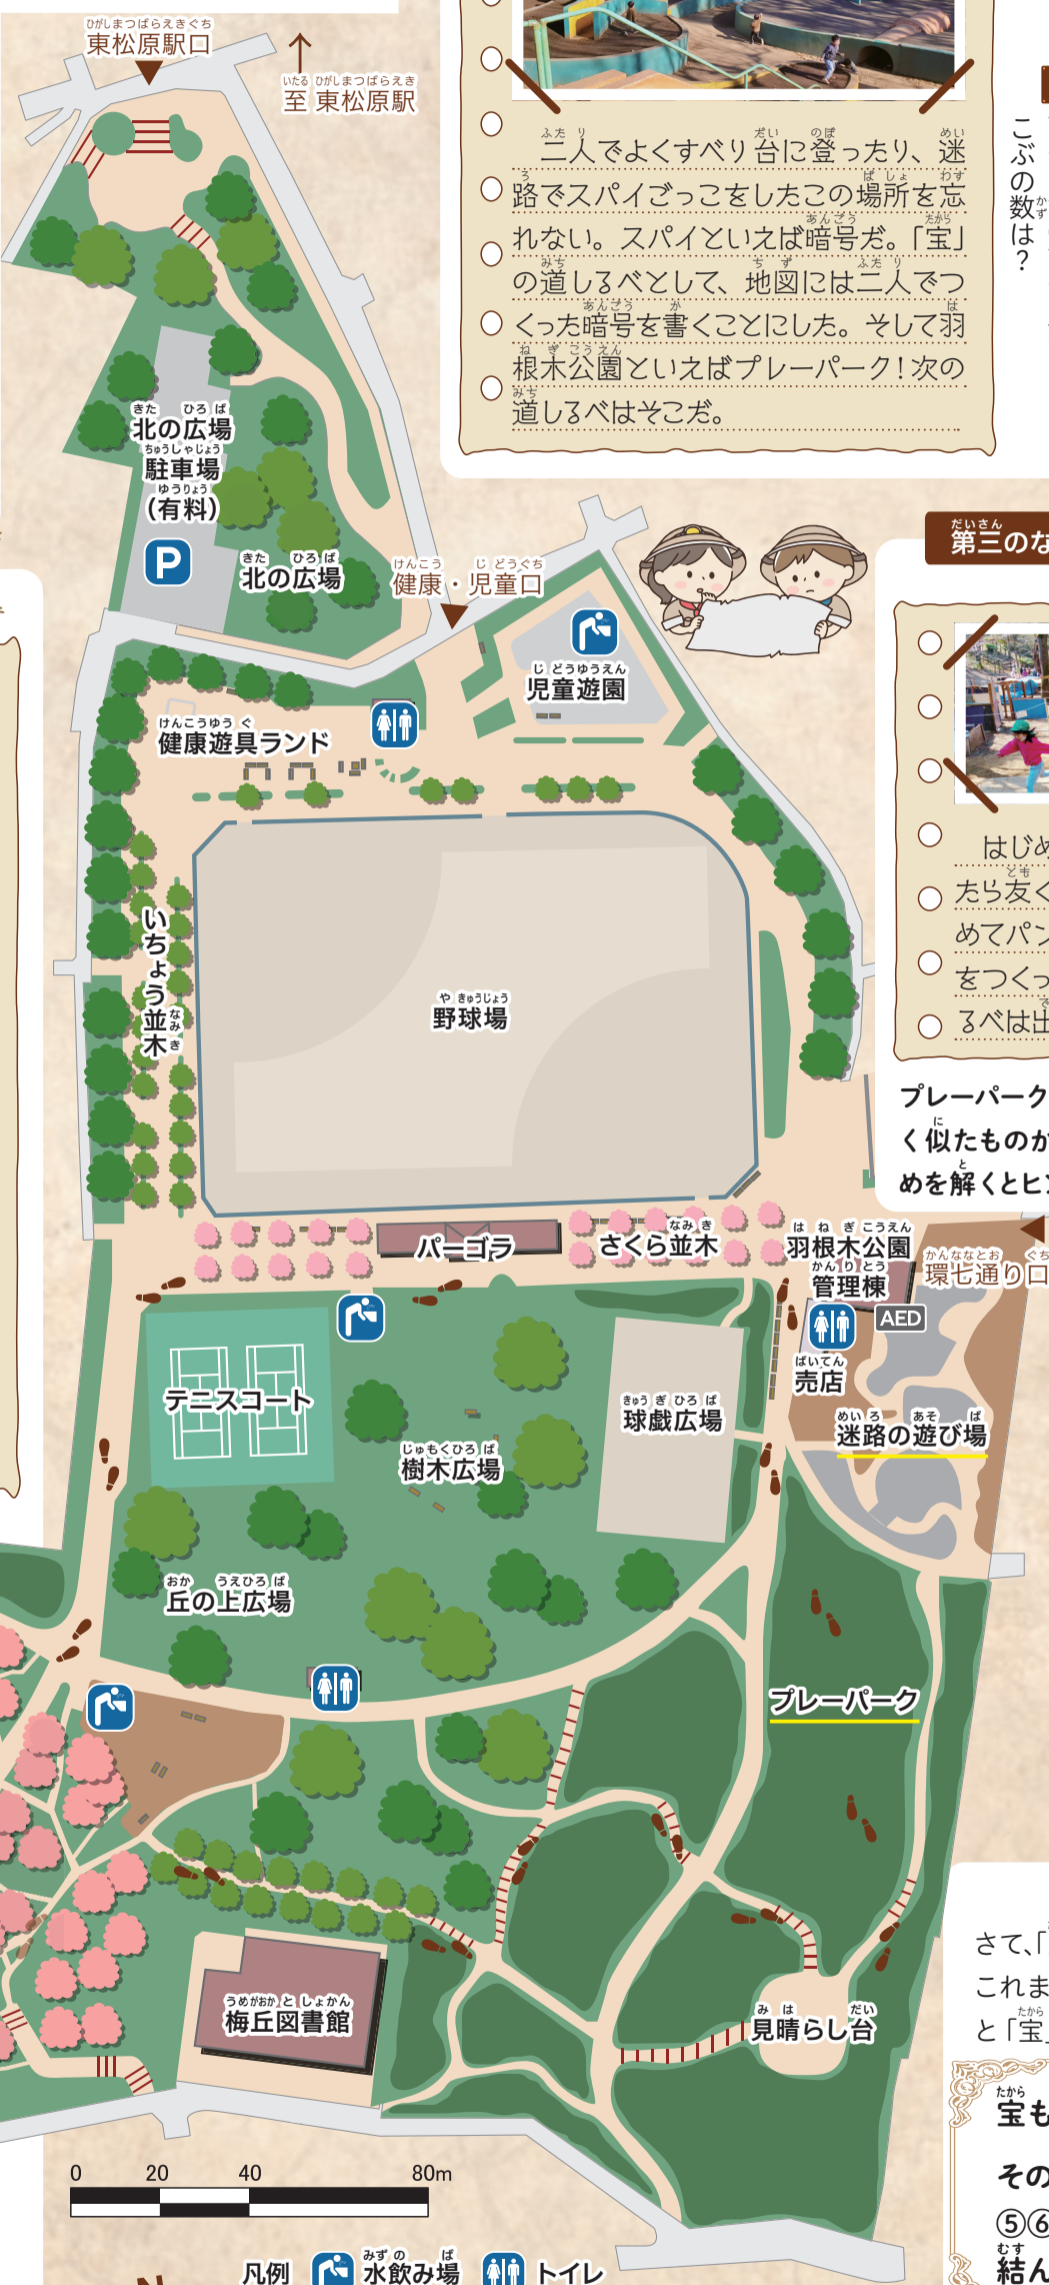 東松原駅口
至 東松原駅
二人でよくすべり台に登ったり、迷
路でスパイごっこをしたこの場所を忘
れない。スパイといえば暗号だ。「宝」
の道しるべとして、地図には二人でつ
くった暗号を書くことにした。そして羽
根木公園といえばプレーパーク!次の
道しるべはそこだ。
こぶの数は?
北の広場
駐車場
(有料)
P
北の広場
健康・児童口
児童遊園
健康遊具ランド
第三のな
はじめ
たら友く
めてパン
をつくっ
るべは出
プレーパーク
く似たものが
めを解くとヒン
いちょう並木
野球場
パーゴラ
さくら並木
羽根木公園
管理棟
環七通り口
AED
売店
迷路の遊び場
テニスコート
球戯広場
樹木広場
丘の上広場
プレーパーク
梅丘図書館
見晴らし台
さて、「
これま
と「宝」
宝も
その
⑤⑥
結ん
0 20 40 80m
凡例 水飲み場 トイレ
N